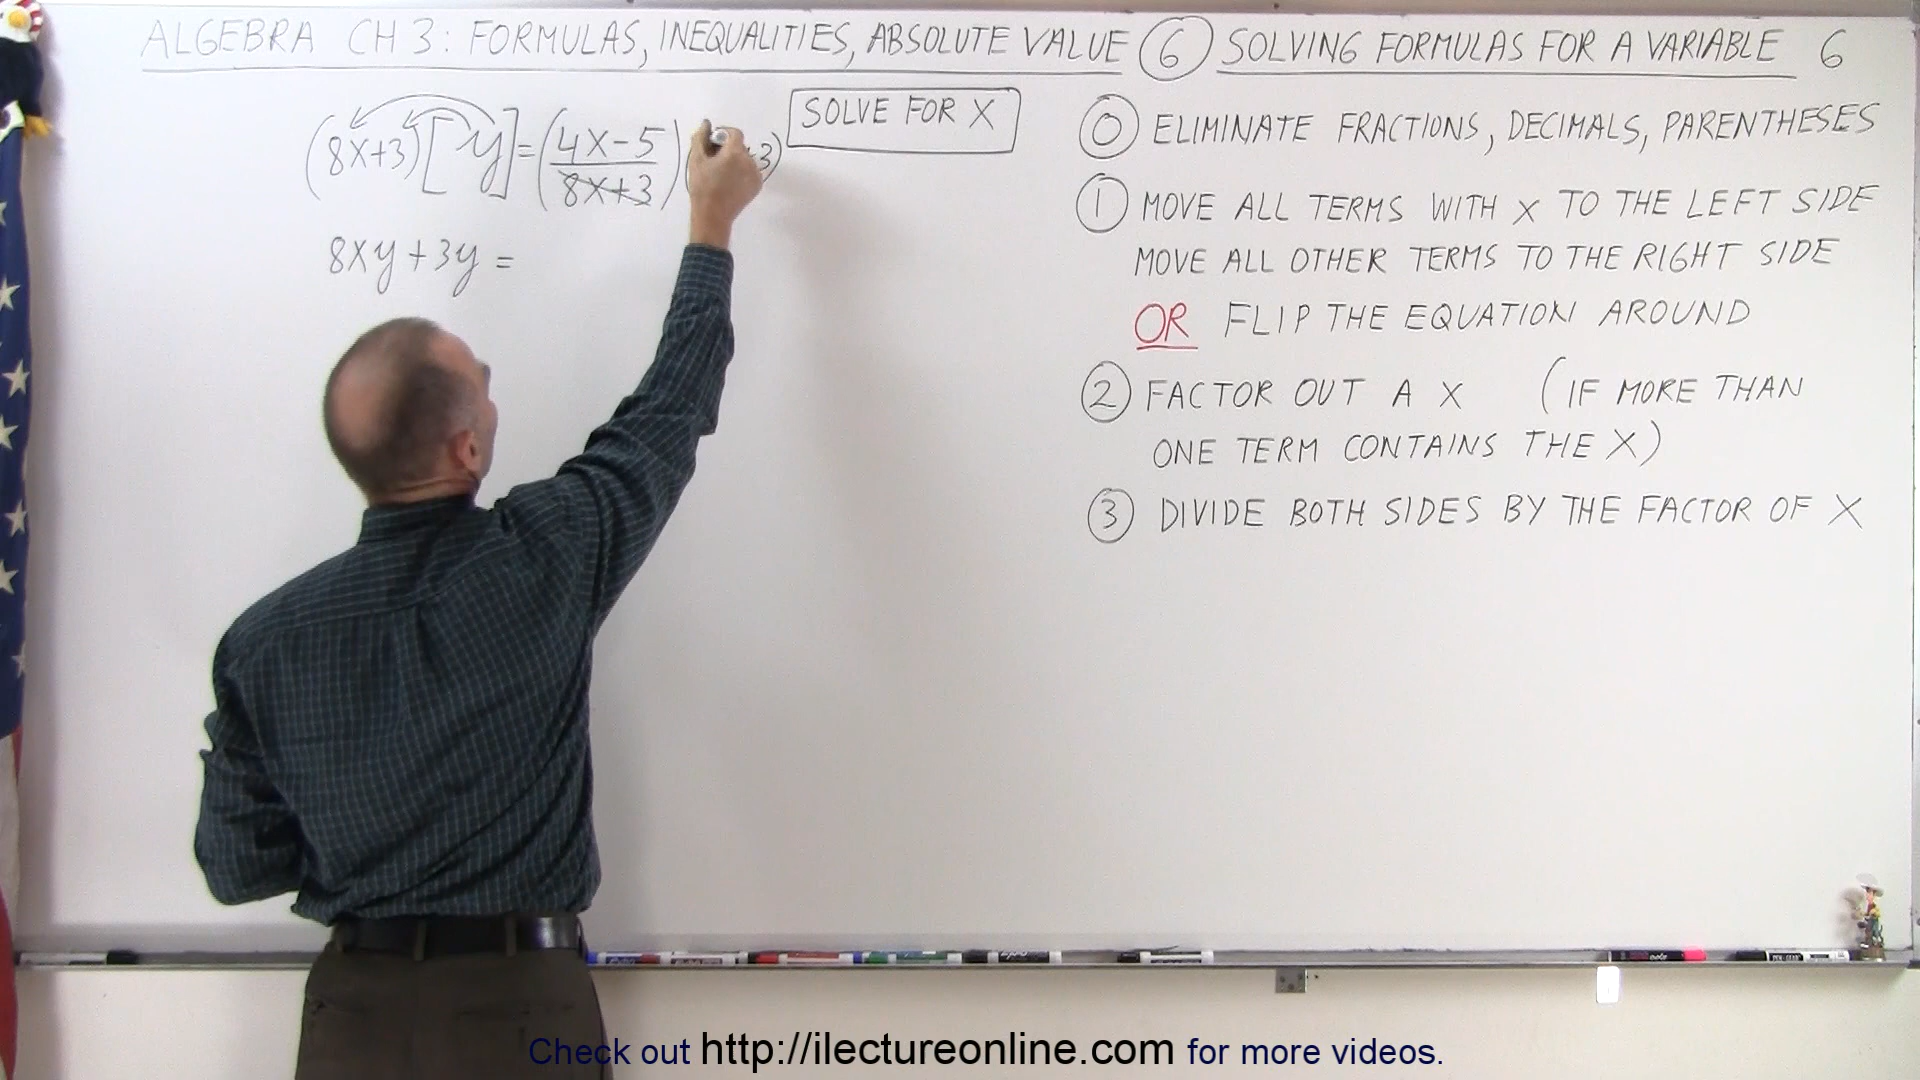 ALGEBRA CH 3: FORMULAS, INEQUALITIES, ABSOLUTE VALUE ⑥ SOLVING FORMULAS FOR A VARIABLE 6
(8X+3)[y] = (4X-5 / 8X+3)( +3)
SOLVE FOR X
8Xy + 3y =
⓪ ELIMINATE FRACTIONS, DECIMALS, PARENTHESES
① MOVE ALL TERMS WITH X TO THE LEFT SIDE
MOVE ALL OTHER TERMS TO THE RIGHT SIDE
OR FLIP THE EQUATION AROUND
② FACTOR OUT A X (IF MORE THAN
ONE TERM CONTAINS THE X)
③ DIVIDE BOTH SIDES BY THE FACTOR OF X
Check out http://ilectureonline.com for more videos.